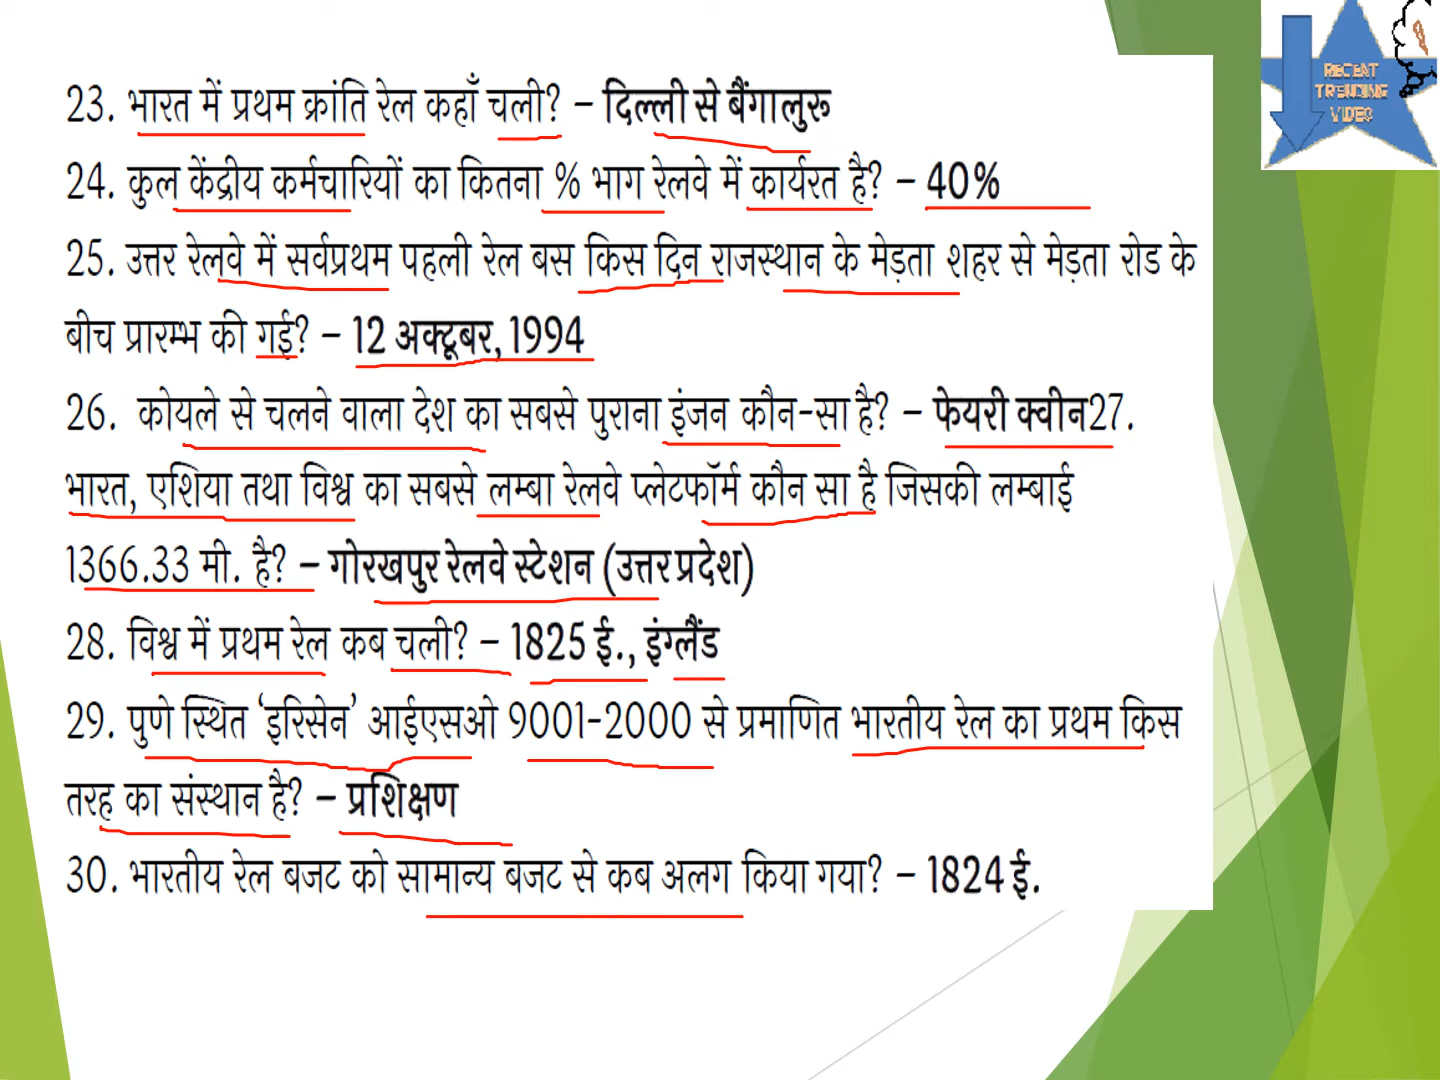 23. भारत में प्रथम क्रांति रेल कहाँ चली? – दिल्ली से बैंगालुरू
24. कुल केंद्रीय कर्मचारियों का कितना % भाग रेलवे में कार्यरत है? – 40%
25. उत्तर रेलवे में सर्वप्रथम पहली रेल बस किस दिन राजस्थान के मेड़ता शहर से मेड़ता रोड के
बीच प्रारम्भ की गई? – 12 अक्टूबर, 1994
26. कोयले से चलने वाला देश का सबसे पुराना इंजन कौन-सा है? – फेयरी क्वीन27.
भारत, एशिया तथा विश्व का सबसे लम्बा रेलवे प्लेटफॉर्म कौन सा है जिसकी लम्बाई
1366.33 मी. है? – गोरखपुर रेलवे स्टेशन (उत्तर प्रदेश)
28. विश्व में प्रथम रेल कब चली? – 1825 ई., इंग्लैंड
29. पुणे स्थित ‘इरिसेन’ आईएसओ 9001-2000 से प्रमाणित भारतीय रेल का प्रथम किस
तरह का संस्थान है? – प्रशिक्षण
30. भारतीय रेल बजट को सामान्य बजट से कब अलग किया गया? – 1824 ई.
RECENT
TRENDING
VIDEO